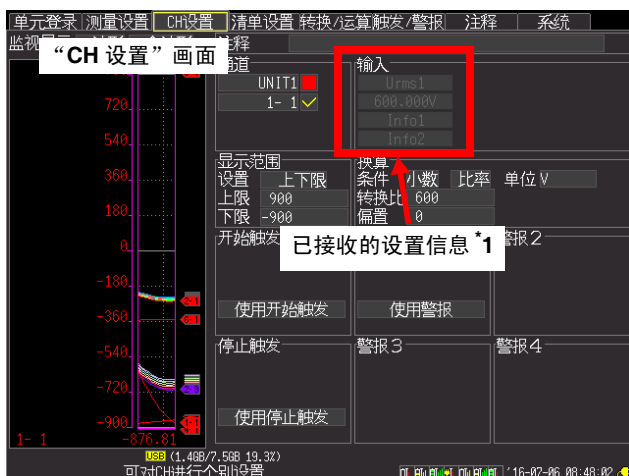 单元登录 测量设置 CH设置 清单设置 转换/运算 触发/警报 注释 系统
“CH 设置”画面
注释
通道
UNIT1
1- 1
输入
Urms1
600.000V
Info1
Info2
720
540
360
180
0
-180
-360
-540
-720
-900
显示范围
设置 上下限
上限 900
下限 -900
换算
条件 小数 比率 单位 V
转换比 600
偏置 0
开始触发
已接收的设置信息 *1
警报2
使用开始触发
使用警报
停止触发
警报3
警报4
使用停止触发
1- 1 -876.81
USB (1.4GB/7.5GB 19.3%)
可对CH进行个别设置
'16-07-06 08:48:02